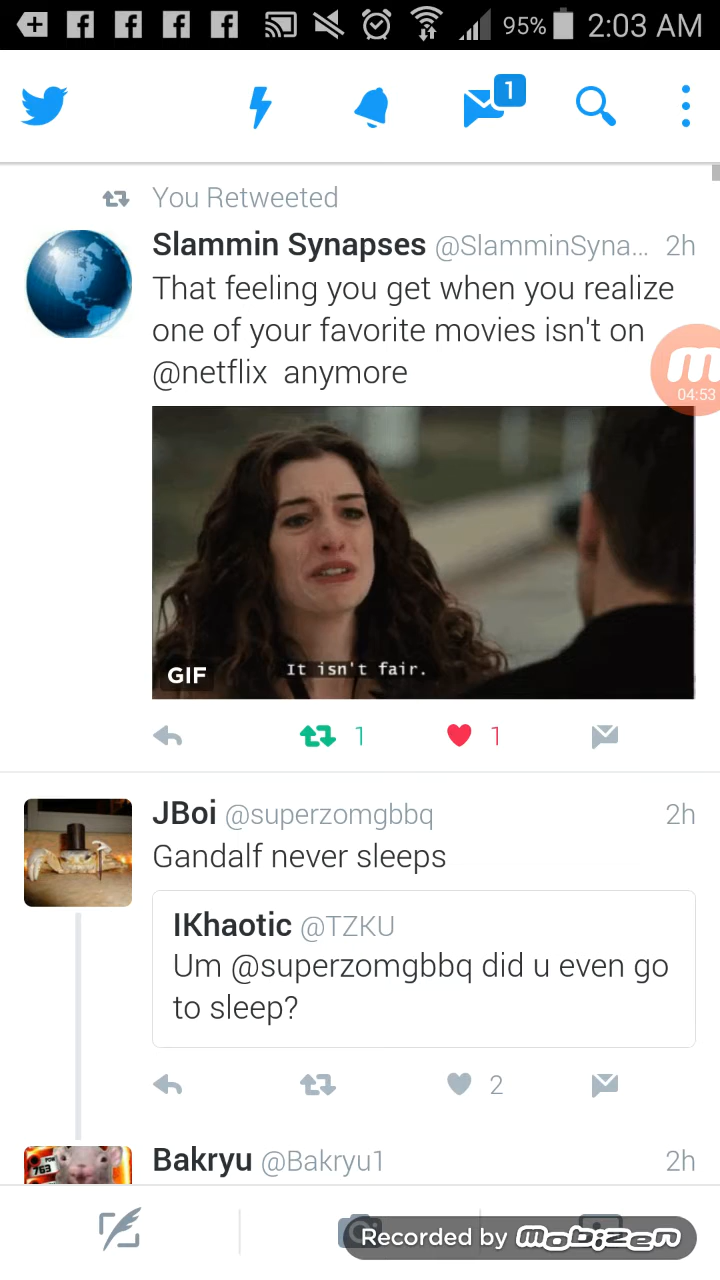 95% 2:03 AM
1
You Retweeted
Slammin Synapses @SlamminSyna... 2h
That feeling you get when you realize
one of your favorite movies isn't on
@netflix anymore
04:53
It isn't fair.
GIF
1 1
JBoi @superzomgbbq 2h
Gandalf never sleeps
IKhaotic @TZKU
Um @superzomgbbq did u even go
to sleep?
2
763
Bakryu @Bakryu1 2h
Recorded by mobizen